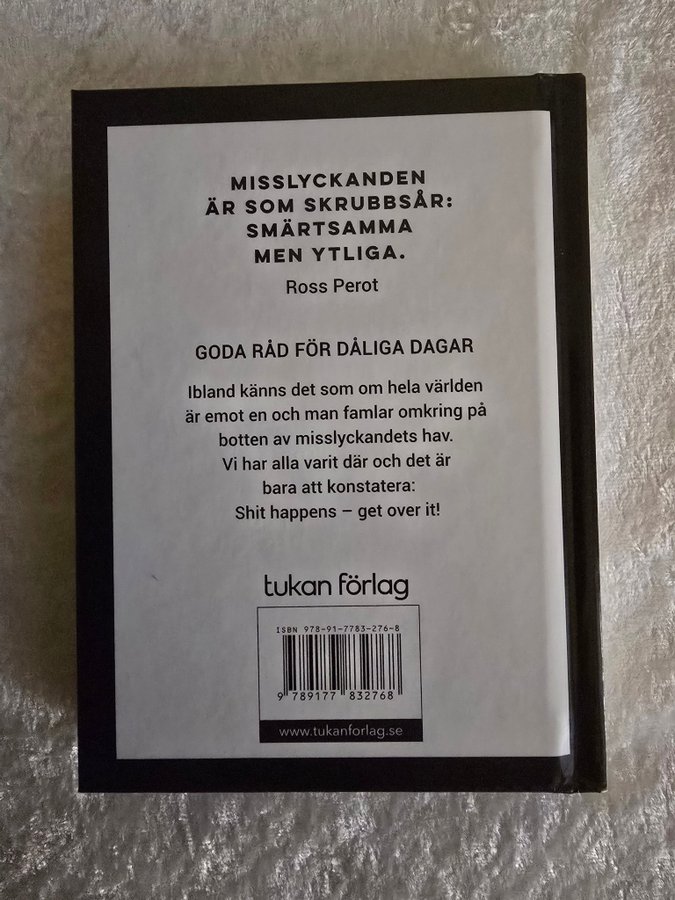 MISSLYCKANDEN
ÄR SOM SKRUBBSÅR:
SMÄRTSAMMA
MEN YTLIGA.
Ross Perot
GODA RÅD FÖR DÅLIGA DAGAR
Ibland känns det som om hela världen
är emot en och man famlar omkring på
botten av misslyckandets hav.
Vi har alla varit där och det är
bara att konstatera:
Shit happens – get over it!
tukan förlag
ISBN 978-91-7783-276-8
9 789177 832768
www.tukanforlag.se